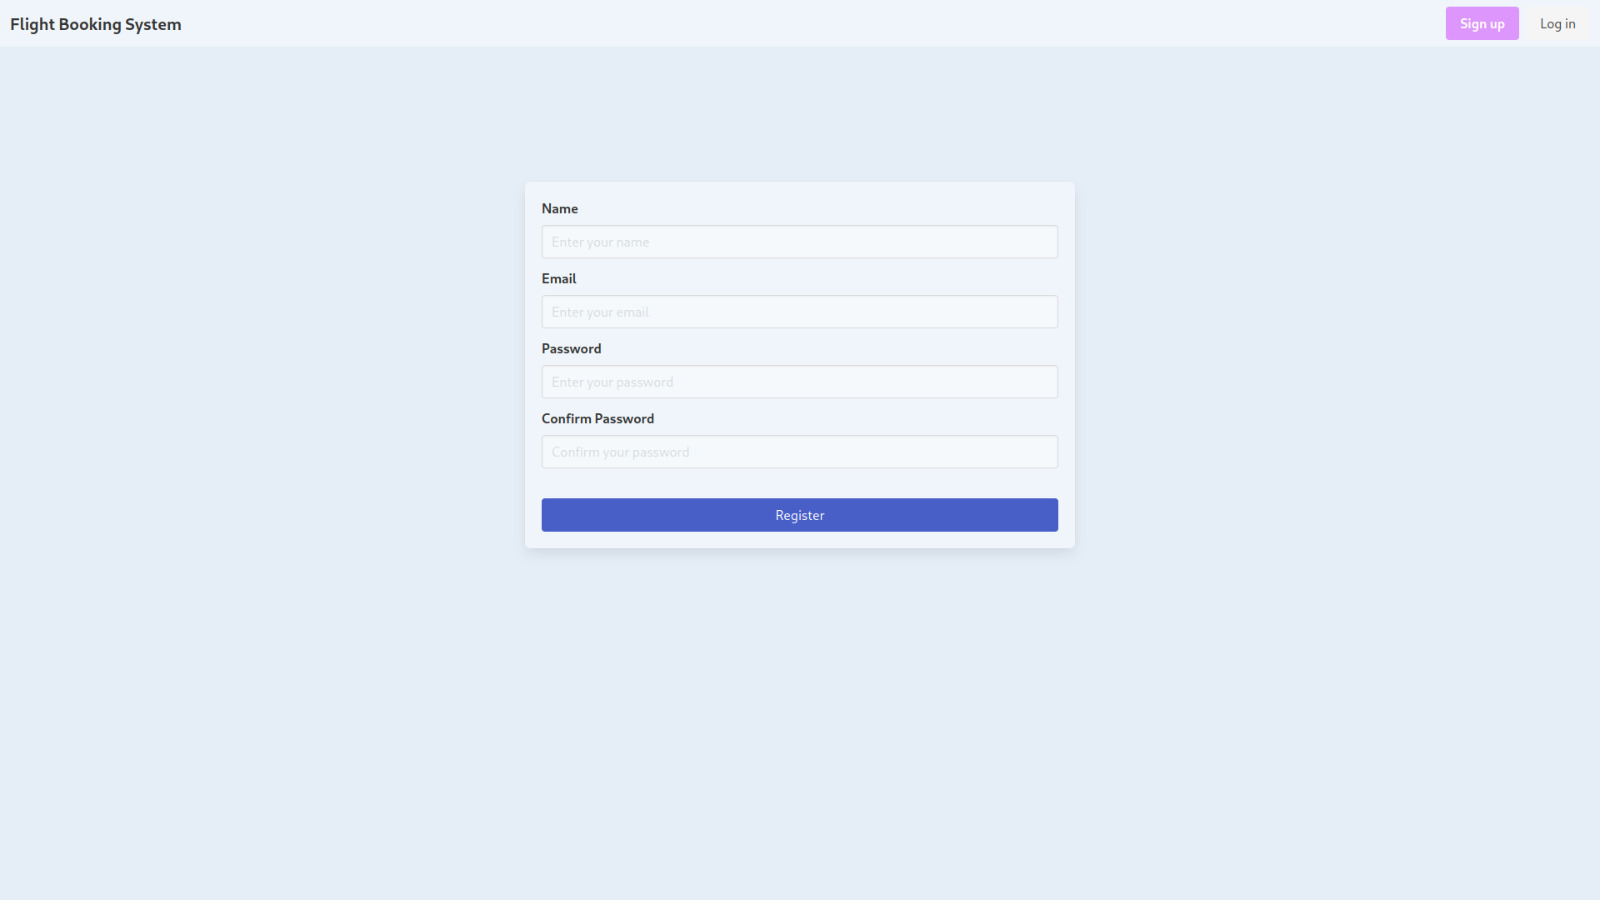 Flight Booking System
Sign up
Log in
Name
Enter your name
Email
Enter your email
Password
Enter your password
Confirm Password
Confirm your password
Register